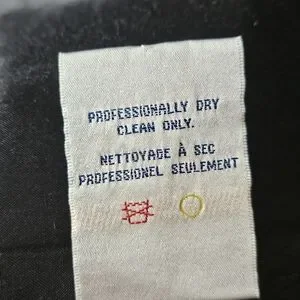 PROFESSIONALLY DRY
CLEAN ONLY.
NETTOYAGE À SEC
PROFESSIONEL SEULEMENT